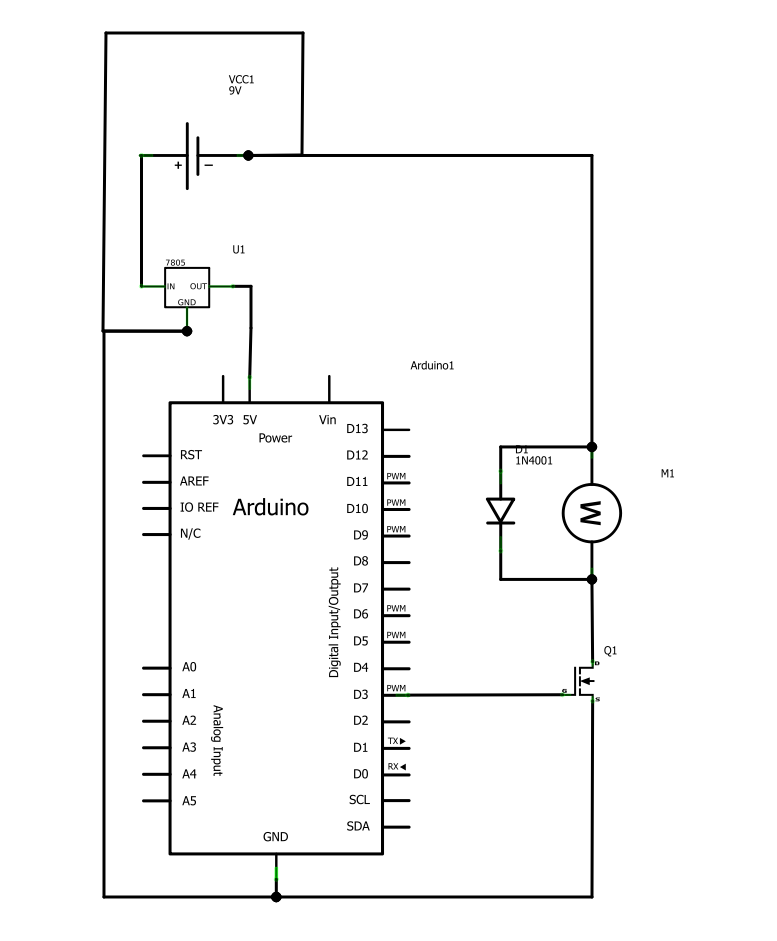 VCC1
9V
+ −
U1
7805
IN OUT
GND
Arduino1
3V3 5V Vin
Power
D13
RST
D12
AREF
D11 PWM
IO REF
Arduino
D10 PWM
N/C
D9 PWM
D8
D7
D6 PWM
D5 PWM
D4
D3 PWM
D2
D1 TX▶
D0 RX◀
SCL
SDA
Digital Input/Output
A0
A1
A2
A3
A4
A5
Analog Input
GND
D1
1N4001
M1
M
Q1
D
G
S